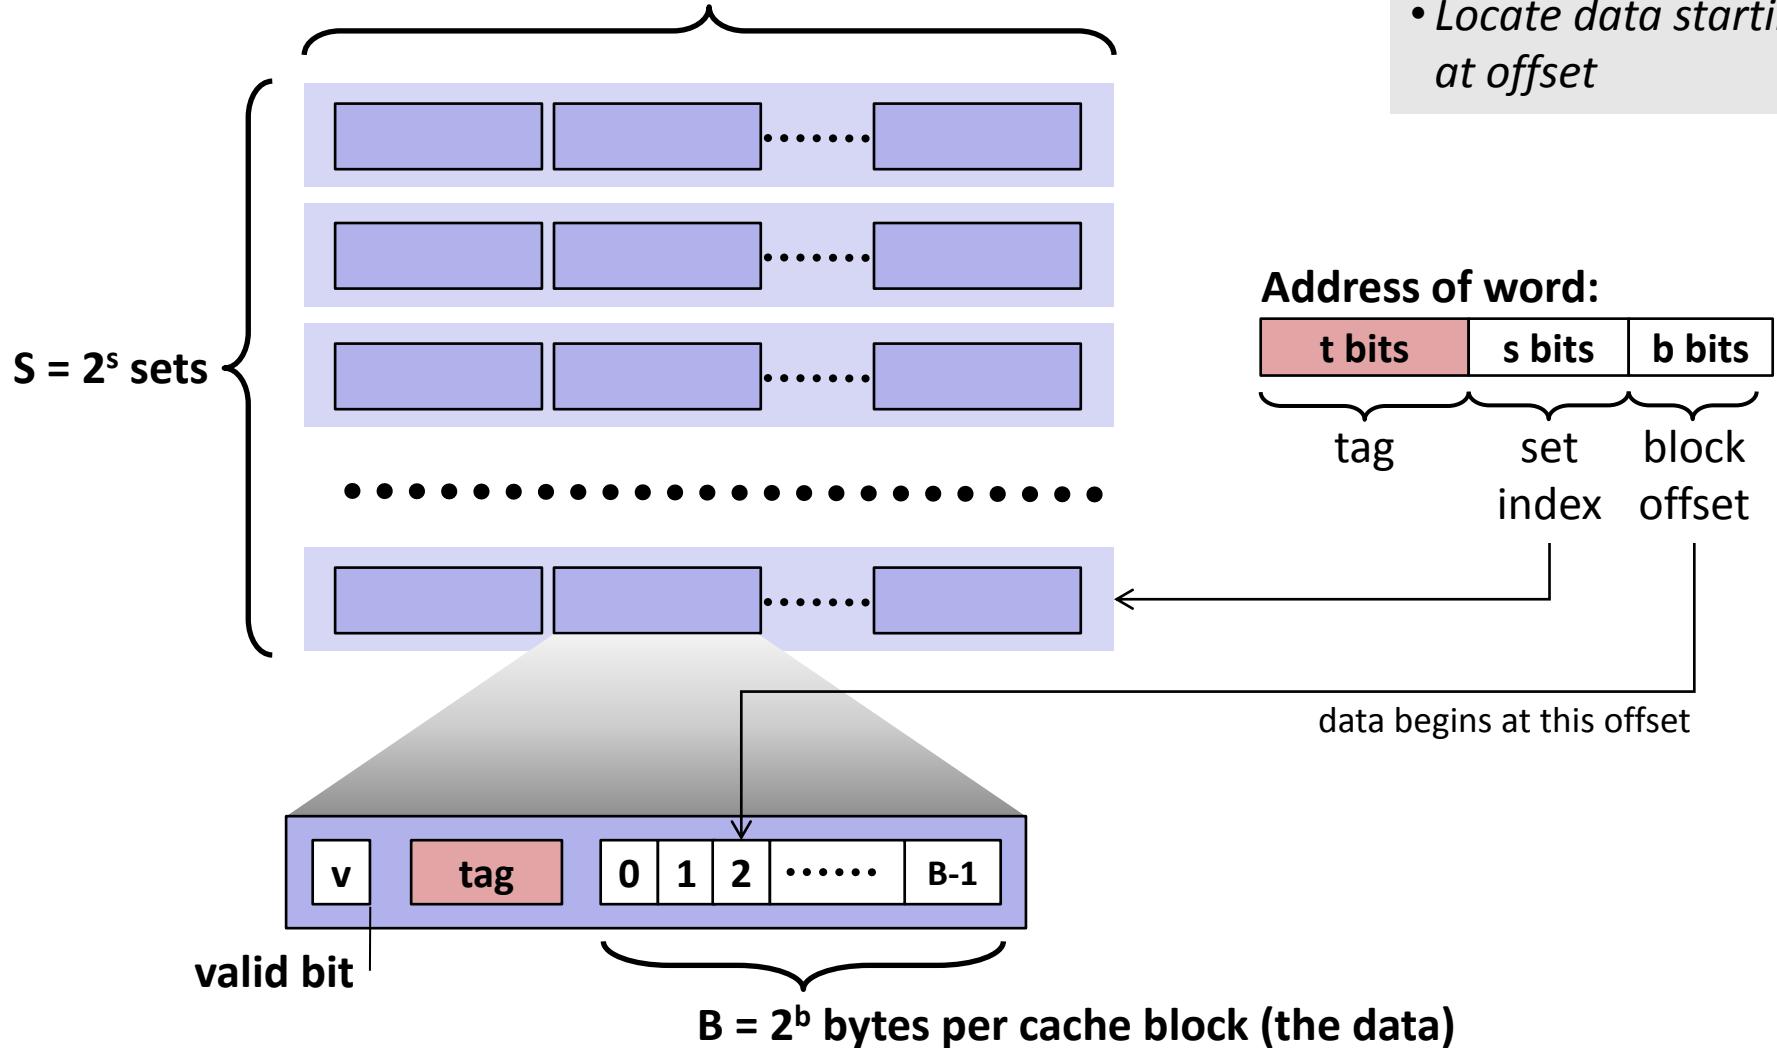 • Locate data
at offset
S = 2ˢ sets
Address of word:
t bits s bits b bits
tag set block
index offset
data begins at this offset
v tag 0 1 2 •••••• B-1
valid bit
B = 2ᵇ bytes per cache block (the data)